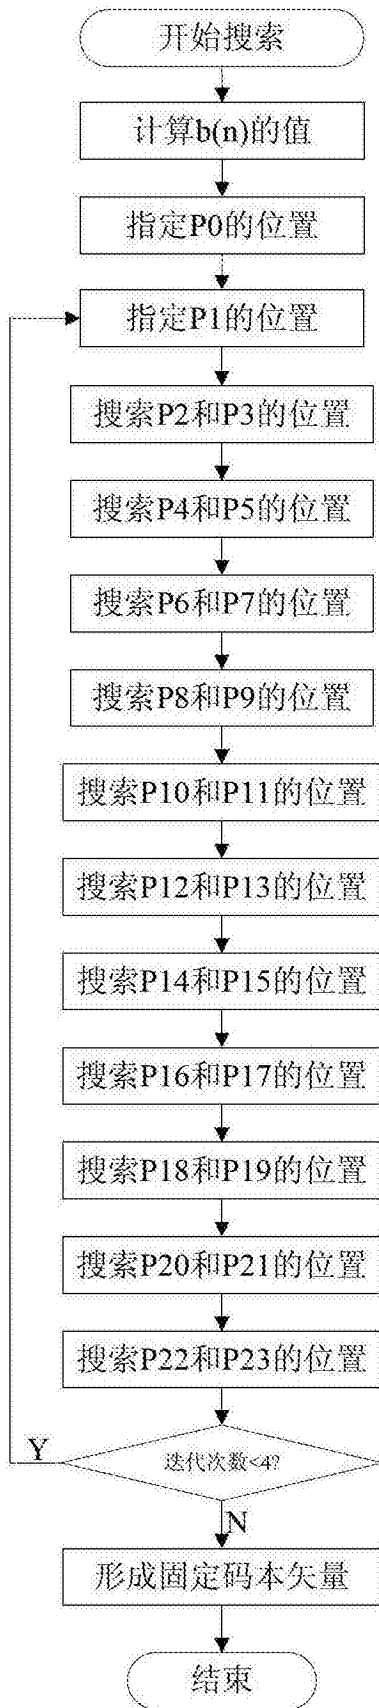 开始搜索
计算b(n)的值
指定P0的位置
指定P1的位置
搜索P2和P3的位置
搜索P4和P5的位置
搜索P6和P7的位置
搜索P8和P9的位置
搜索P10和P11的位置
搜索P12和P13的位置
搜索P14和P15的位置
搜索P16和P17的位置
搜索P18和P19的位置
搜索P20和P21的位置
搜索P22和P23的位置
Y
迭代次数<4?
N
形成固定码本矢量
结束